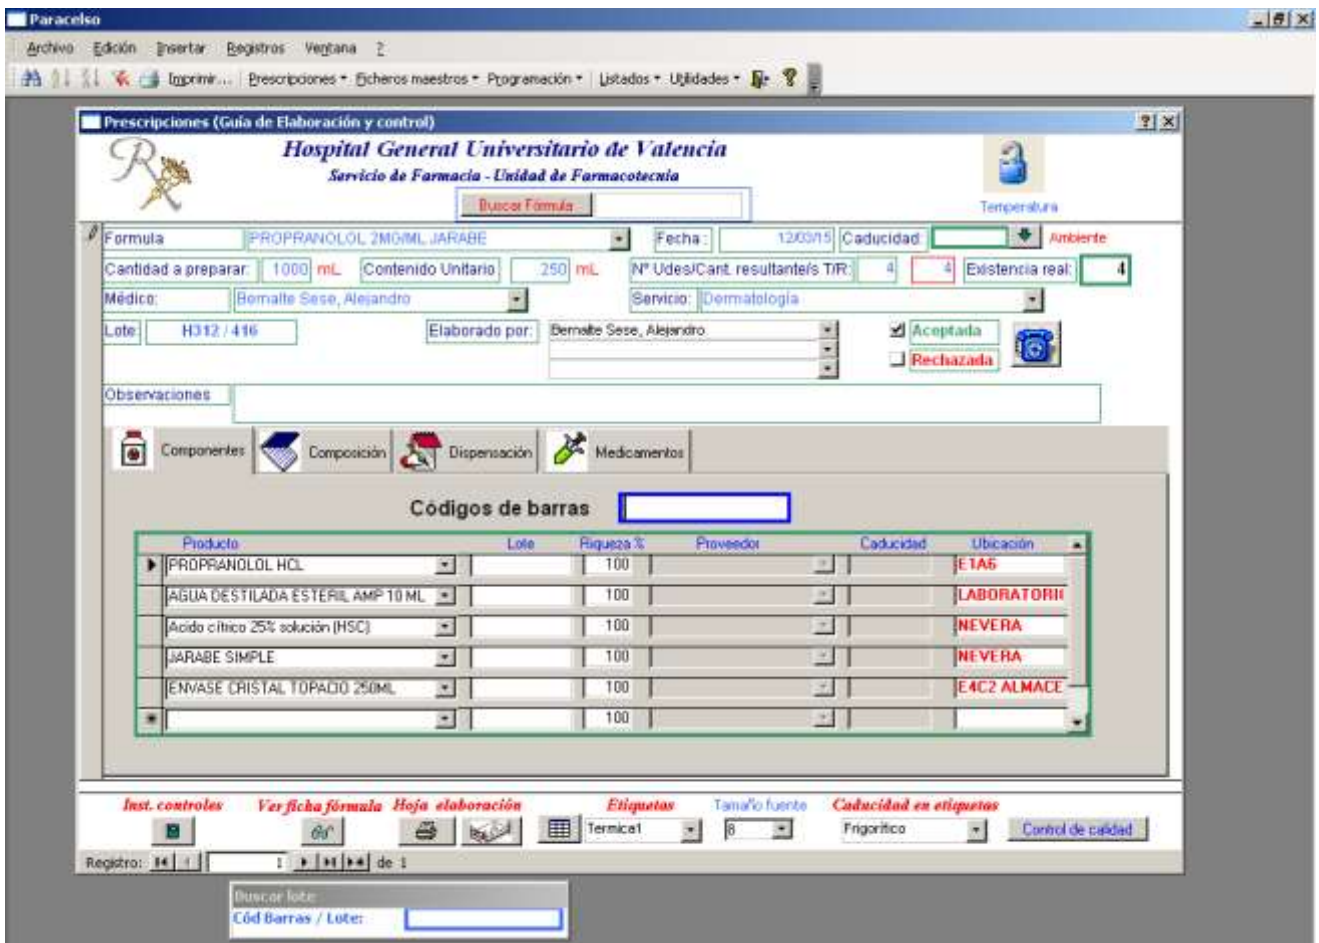 Paracelso
Archivo Edición Insertar Registros Ventana ?
Imprimir... Prescripciones Ficheros maestros Programación Listados Utilidades
Prescripciones (Guía de Elaboración y control)
Hospital General Universitario de Valencia
Servicio de Farmacia - Unidad de Farmacotecnia
Buscar Fórmula
Temperatura
Formula PROPRANOLOL 2MG/ML JARABE Fecha: 12/03/15 Caducidad: Ambiente
Cantidad a preparar: 1000 mL Contenido Unitario 250 mL Nº Udes/Cant. resultante/s T/R: 4 4 Existencia real: 4
Médico: Bernalte Sese, Alejandro Servicio: Dermatología
Lote: H312 / 416 Elaborado por: Bernalte Sese, Alejandro Aceptada
Rechazada
Observaciones
Componentes Composición Dispensación Medicamentos
Códigos de barras
Producto Lote Riqueza % Proveedor Caducidad Ubicación
PROPRANOLOL HCL 100 E1A6
AGUA DESTILADA ESTERIL AMP 10 ML 100 LABORATORI
Acido cítrico 25% solución (HSC) 100 NEVERA
JARABE SIMPLE 100 NEVERA
ENVASE CRISTAL TOPACIO 250ML 100 E4C2 ALMACE
100
Inst. controles Ver ficha fórmula Hoja elaboración Etiquetas Tamaño fuente Caducidad en etiquetas
Termica1 8 Frigorífico Control de calidad
Registro: 1 de 1
Buscar lote
Cód Barras / Lote: